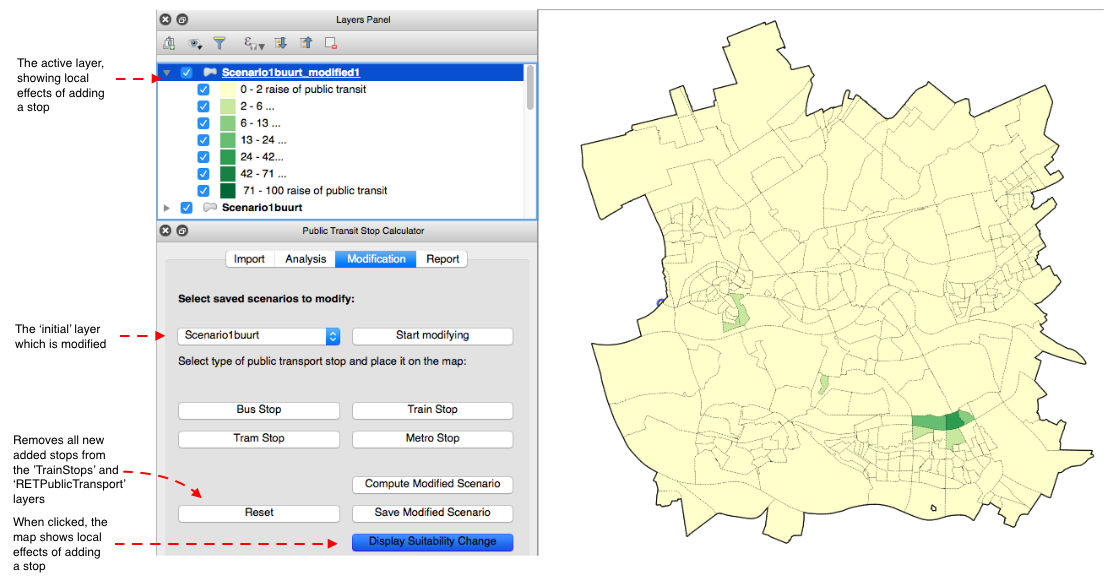 Layers Panel
The active layer,
showing local
effects of adding
a stop
Scenario1buurt_modified1
0 - 2 raise of public transit
2 - 6 ...
6 - 13 ...
13 - 24 ...
24 - 42...
42 - 71 ...
71 - 100 raise of public transit
Scenario1buurt
Public Transit Stop Calculator
Import Analysis Modification Report
Select saved scenarios to modify:
The ‘initial’ layer
which is modified
Scenario1buurt Start modifying
Select type of public transport stop and place it on the map:
Bus Stop Train Stop
Tram Stop Metro Stop
Removes all new
added stops from
the 'TrainStops' and
‘RETPublicTransport’
layers
Compute Modified Scenario
Reset Save Modified Scenario
When clicked, the
map shows local
effects of adding
a stop
Display Suitability Change